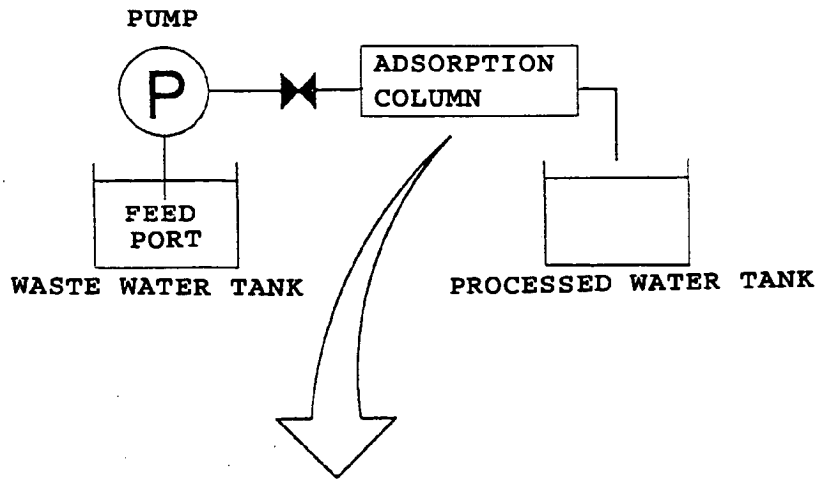 PUMP
P
ADSORPTION
COLUMN
FEED
PORT
WASTE WATER TANK
PROCESSED WATER TANK